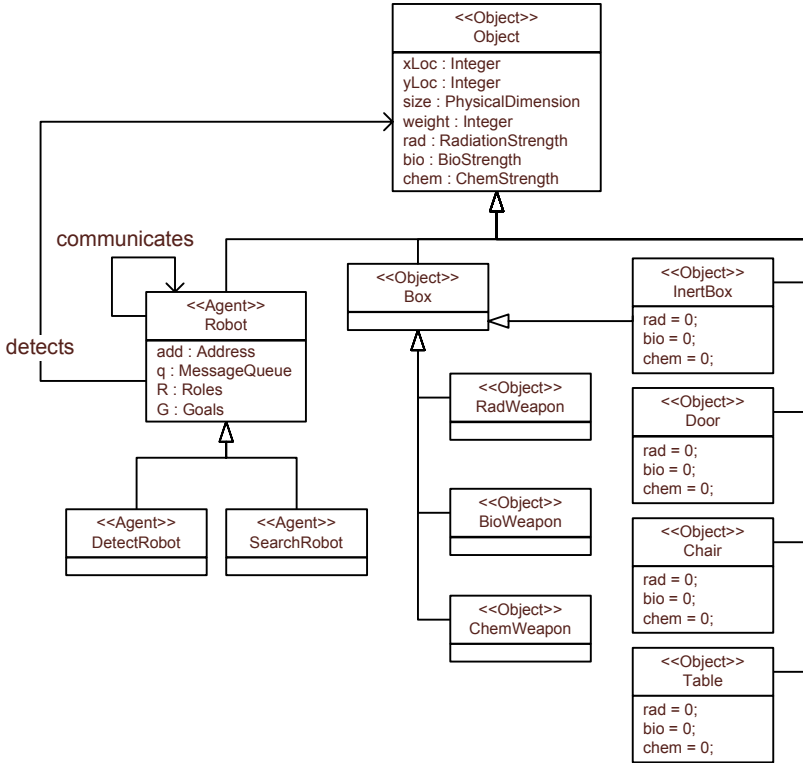 <<Object>>
Object
xLoc : Integer
yLoc : Integer
size : PhysicalDimension
weight : Integer
rad : RadiationStrength
bio : BioStrength
chem : ChemStrength
communicates
detects
<<Agent>>
Robot
add : Address
q : MessageQueue
R : Roles
G : Goals
<<Agent>>
DetectRobot
<<Agent>>
SearchRobot
<<Object>>
Box
<<Object>>
RadWeapon
<<Object>>
BioWeapon
<<Object>>
ChemWeapon
<<Object>>
InertBox
rad = 0;
bio = 0;
chem = 0;
<<Object>>
Door
rad = 0;
bio = 0;
chem = 0;
<<Object>>
Chair
rad = 0;
bio = 0;
chem = 0;
<<Object>>
Table
rad = 0;
bio = 0;
chem = 0;